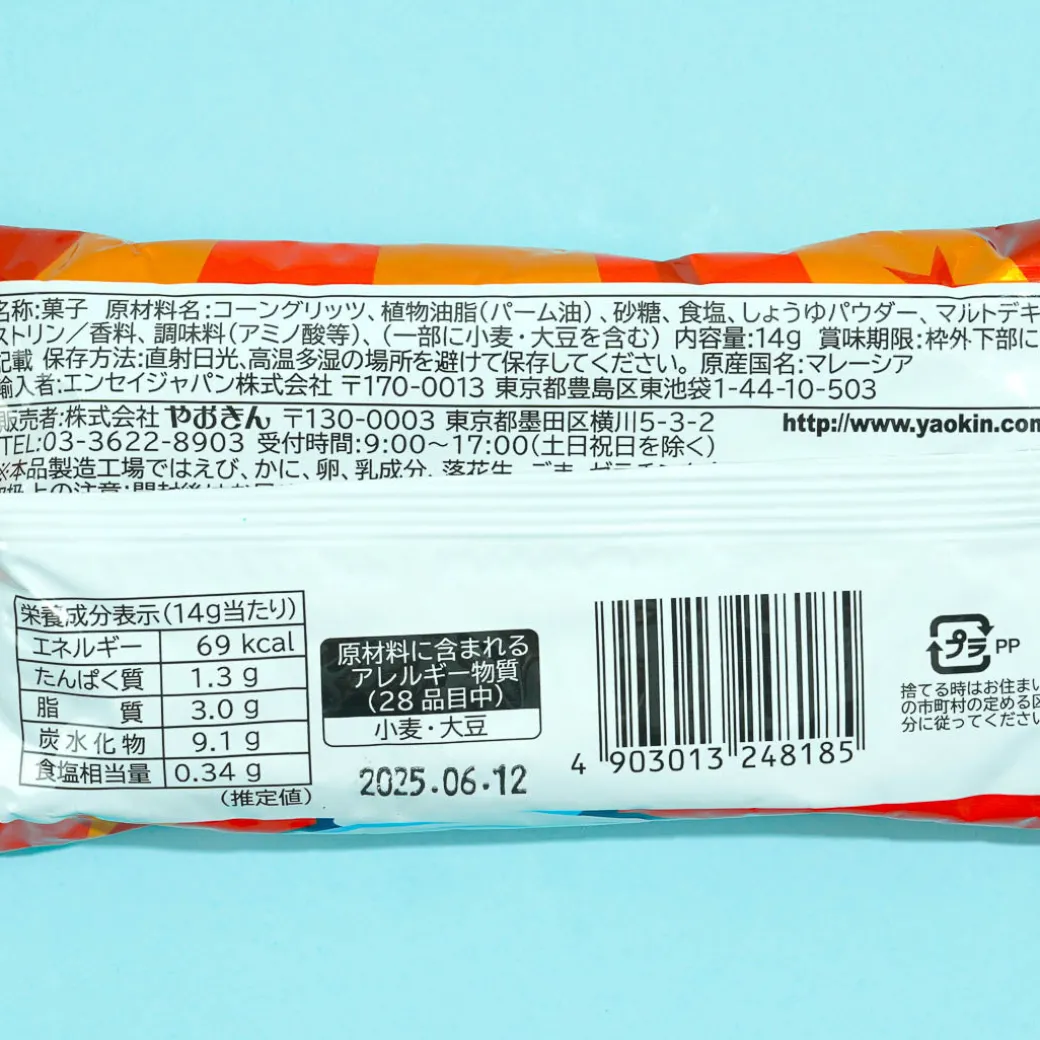 名称:菓子 原材料名:コーングリッツ、植物油脂(パーム油)、砂糖、食塩、しょうゆパウダー、マルトデキ
ストリン/香料、調味料(アミノ酸等)、(一部に小麦・大豆を含む) 内容量:14g 賞味期限:枠外下部に
記載 保存方法:直射日光、高温多湿の場所を避けて保存してください。 原産国名:マレーシア
輸入者:エンセイジャパン株式会社 〒170-0013 東京都豊島区東池袋1-44-10-503
販売者:株式会社 やおきん 〒130-0003 東京都墨田区横川5-3-2
http://www.yaokin.com
TEL:03-3622-8903 受付時間:9:00〜17:00(土日祝日を除く)
※本品製造工場ではえび、かに、卵、乳成分、落花生、ごま、ゼラチン
上の注意:開封後は
栄養成分表示(14g当たり)
エネルギー 69 kcal
たんぱく質 1.3 g
脂質 3.0 g
炭水化物 9.1 g
食塩相当量 0.34 g
(推定値)
原材料に含まれる
アレルギー物質
(28品目中)
小麦・大豆
2025.06.12
4 903013 248185
プラ PP
捨てる時はお住まい
の市町村の定める区
分に従ってください